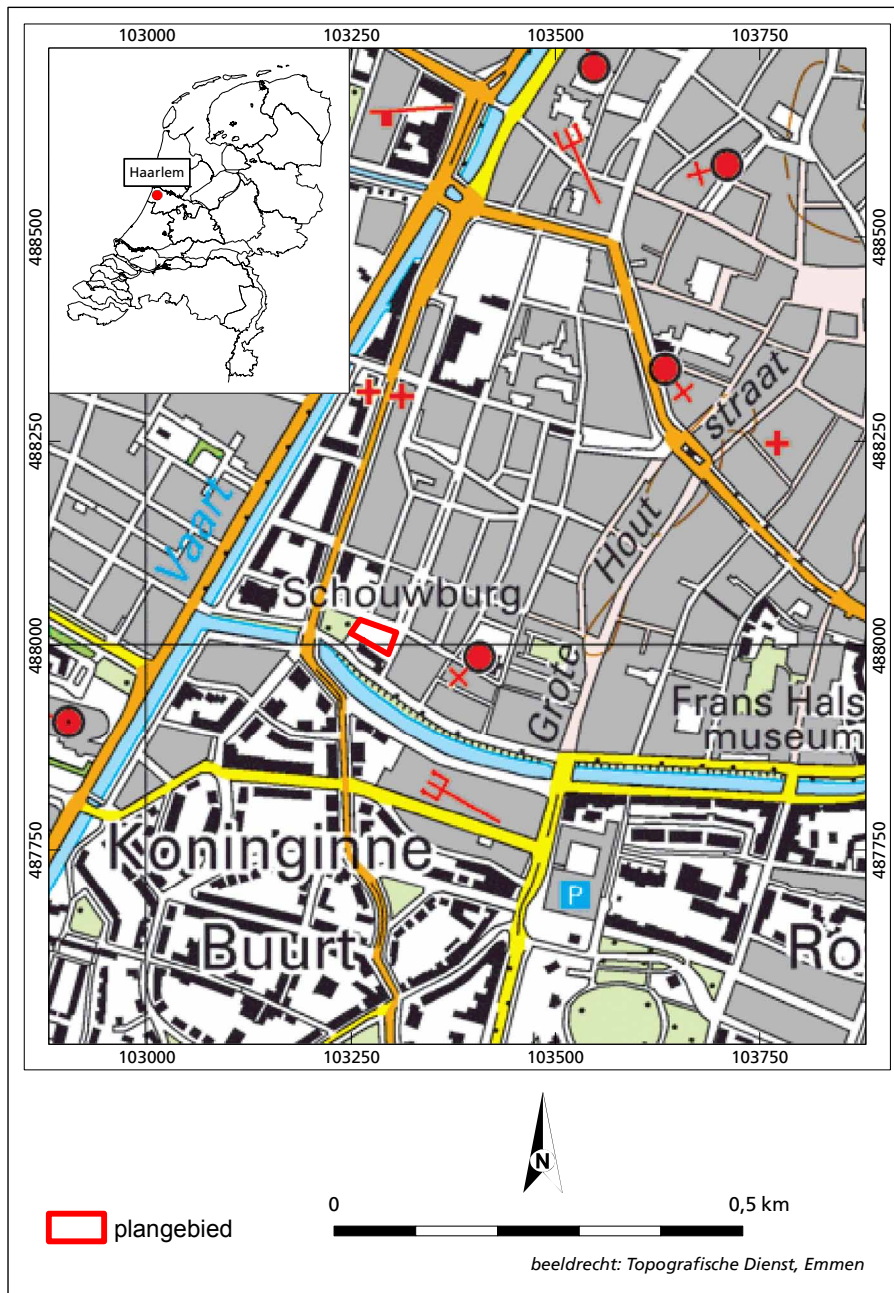 103000
103250
103500
103750
Haarlem
488500
488500
488250
488250
straat
Vaart
Hout
Schouwburg
488000
488000
Grote
Frans Hals
museum
487750
487750
Koninginne
P
Buurt
Ro
103000
103250
103500
103750
N
plangebied
0
0,5 km
beeldrecht: Topografische Dienst, Emmen